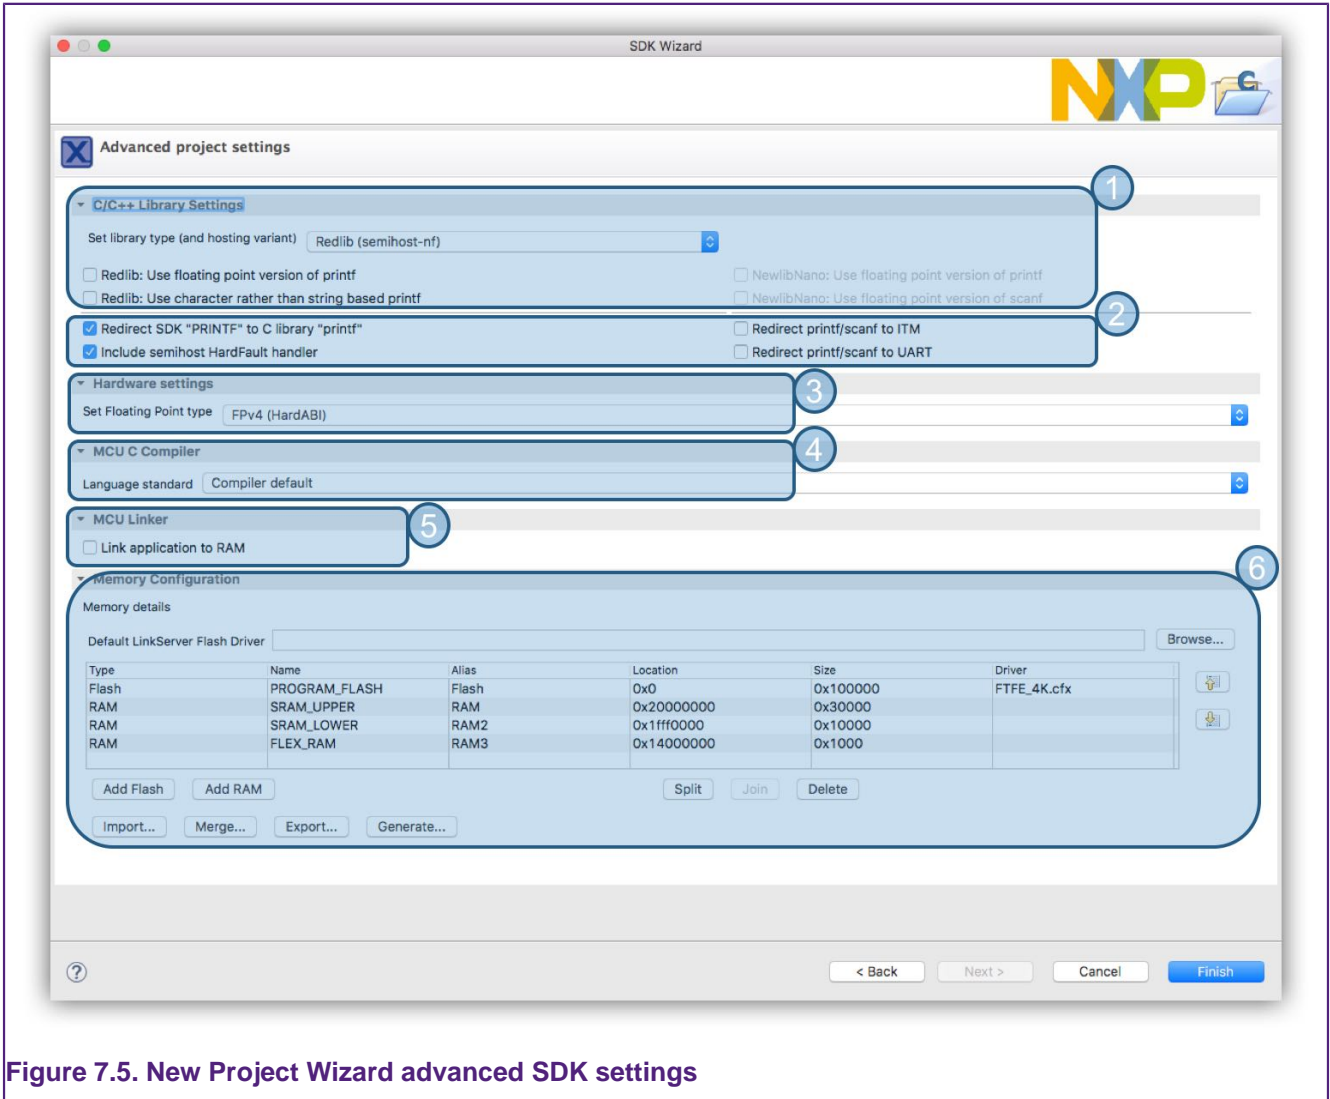 SDK Wizard
NXP
C
X Advanced project settings
1
C/C++ Library Settings
Set library type (and hosting variant) Redlib (semihost-nf)
Redlib: Use floating point version of printf NewlibNano: Use floating point version of printf
Redlib: Use character rather than string based printf NewlibNano: Use floating point version of scanf
2
Redirect SDK "PRINTF" to C library "printf" Redirect printf/scanf to ITM
Include semihost HardFault handler Redirect printf/scanf to UART
Hardware settings 3
Set Floating Point type FPv4 (HardABI)
MCU C Compiler 4
Language standard Compiler default
MCU Linker 5
Link application to RAM
6
Memory Configuration
Memory details
Default LinkServer Flash Driver Browse...
Type Name Alias Location Size Driver
Flash PROGRAM_FLASH Flash 0x0 0x100000 FTFE_4K.cfx
RAM SRAM_UPPER RAM 0x20000000 0x30000
RAM SRAM_LOWER RAM2 0x1fff0000 0x10000
RAM FLEX_RAM RAM3 0x14000000 0x1000
Add Flash Add RAM Split Join Delete
Import... Merge... Export... Generate...
? < Back Next > Cancel Finish
Figure 7.5. New Project Wizard advanced SDK settings